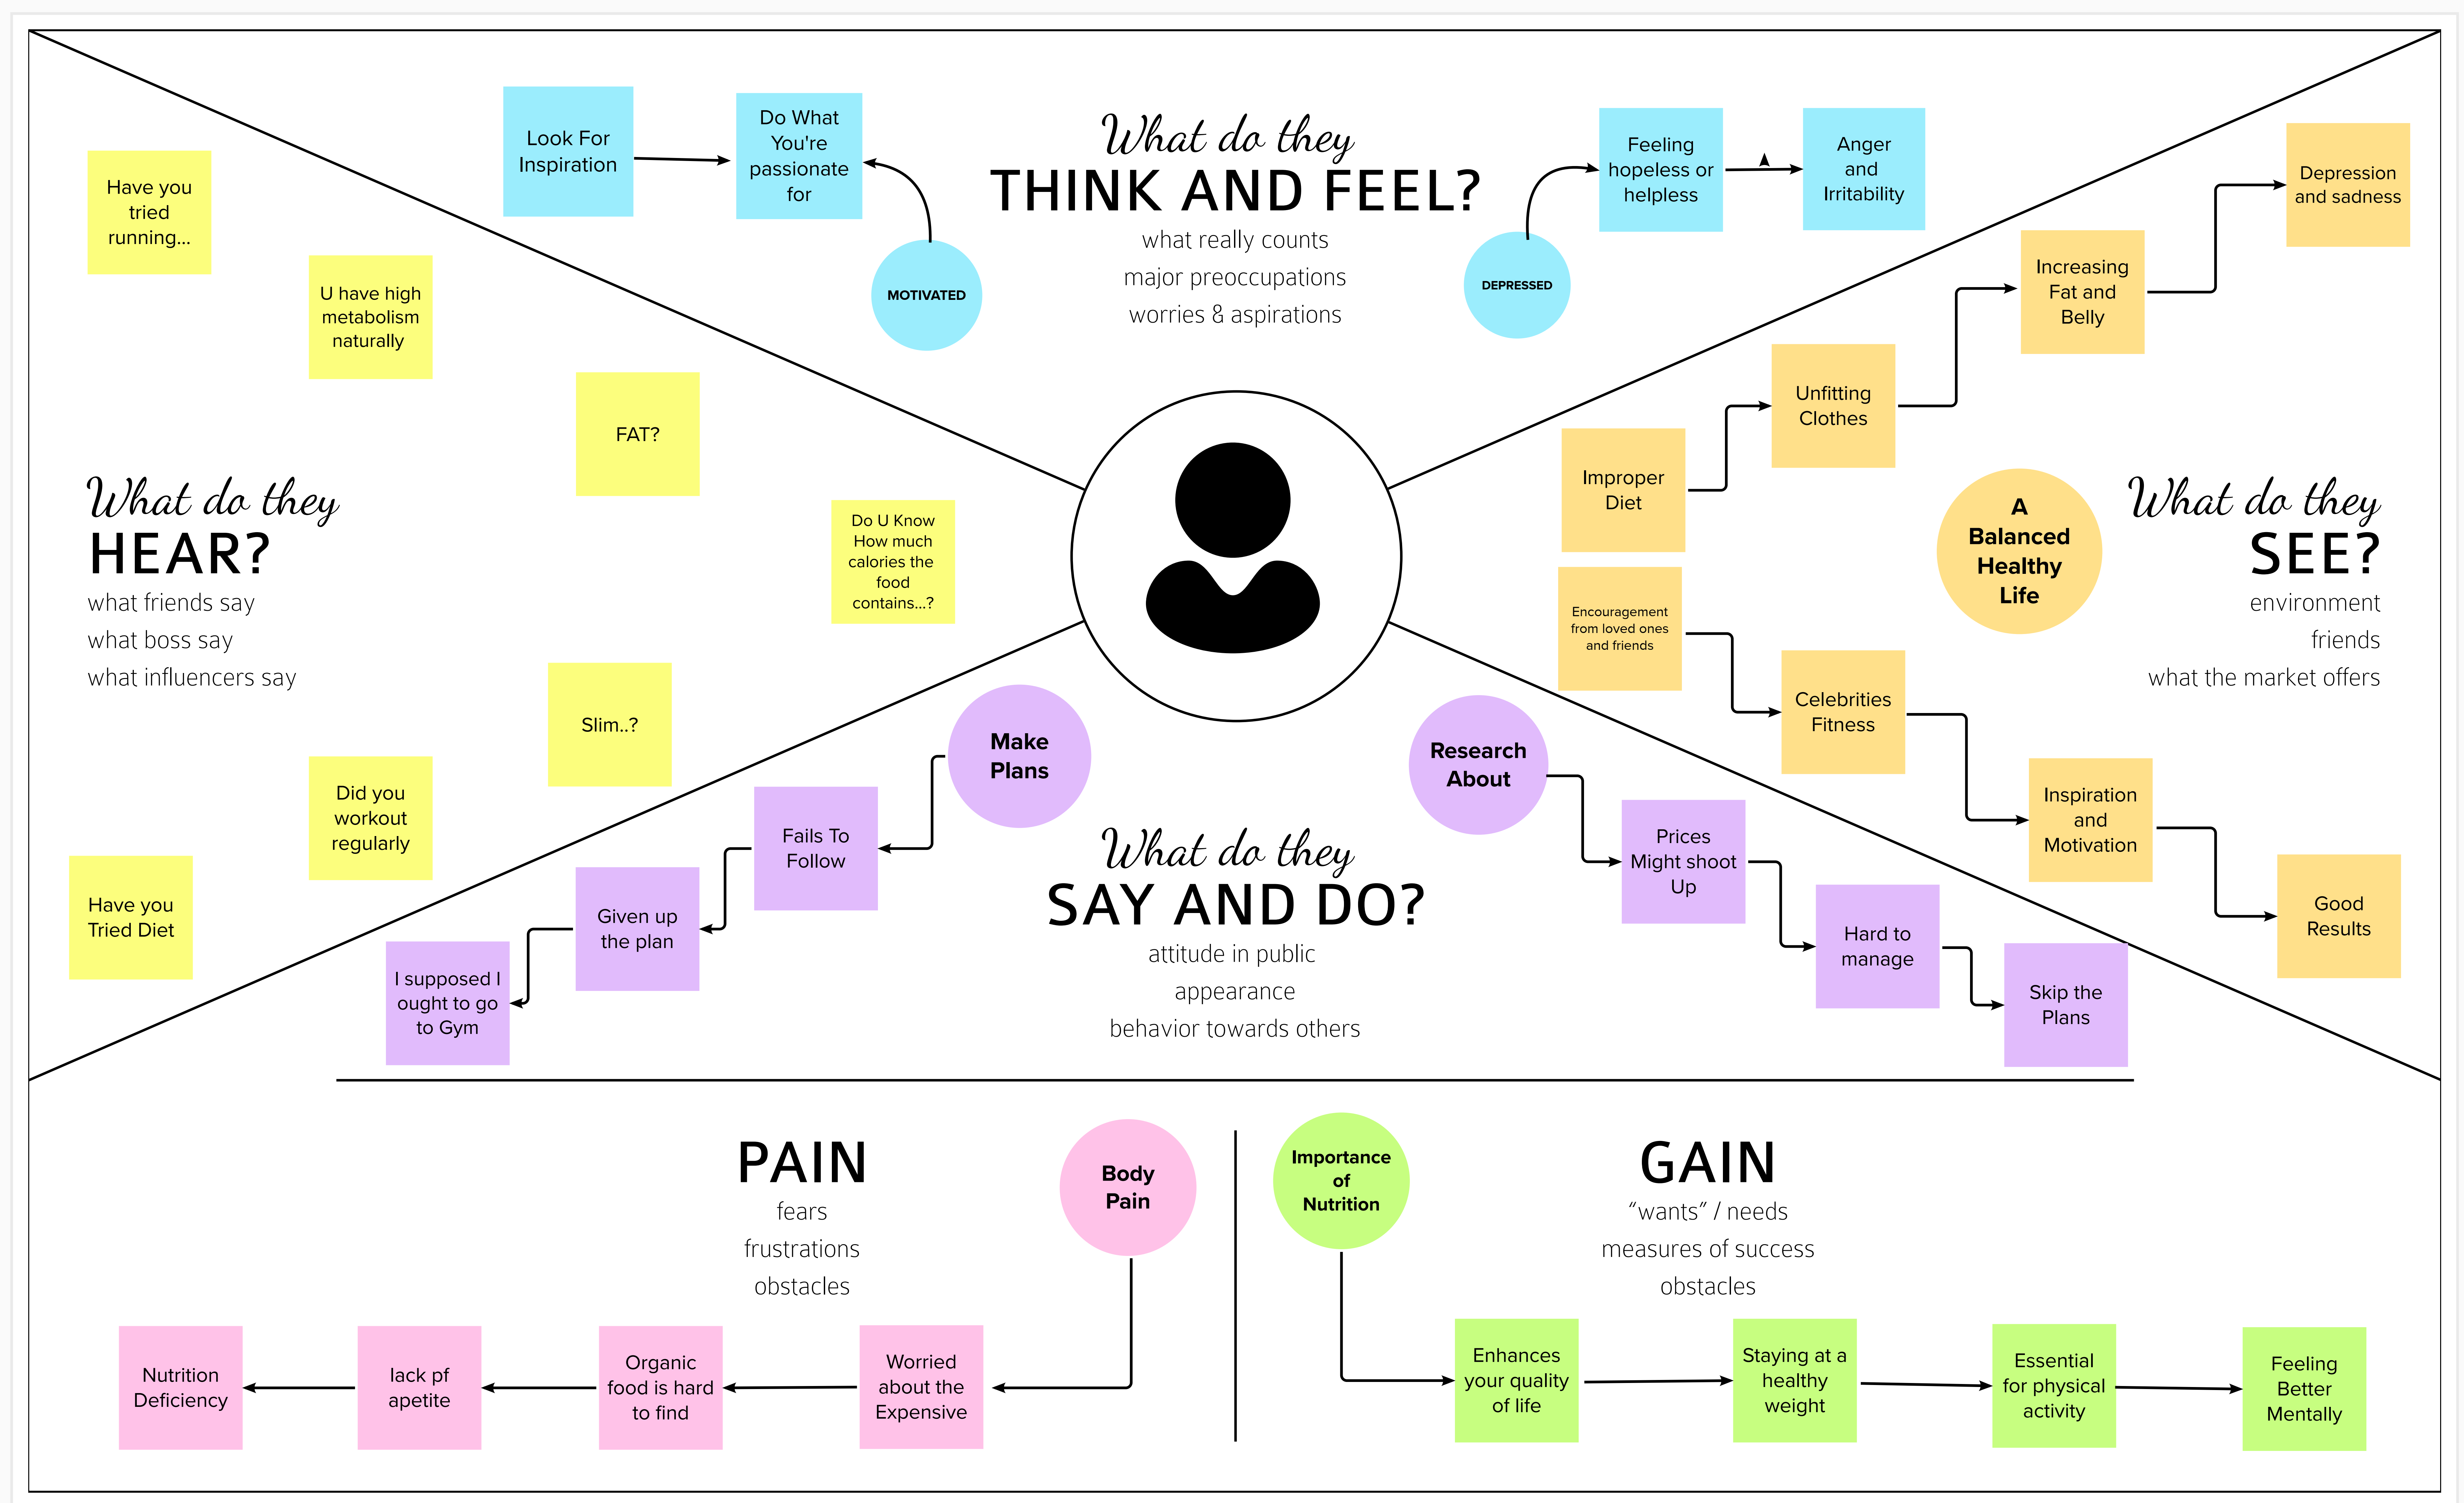 Look For
Inspiration
Do What
You're
passionate
for
MOTIVATED
What do they
THINK AND FEEL?
what really counts
major preoccupations
worries & aspirations
DEPRESSED
Feeling
hopeless or
helpless
Anger
and
Irritability
Have you
tried
running...
U have high
metabolism
naturally
FAT?
Do U Know
How much
calories the
food
contains...?
What do they
HEAR?
what friends say
what boss say
what influencers say
Slim..?
Did you
workout
regularly
Have you
Tried Diet
Depression
and sadness
Increasing
Fat and
Belly
Unfitting
Clothes
Improper
Diet
A
Balanced
Healthy
Life
What do they
SEE?
environment
friends
what the market offers
Encouragement
from loved ones
and friends
Celebrities
Fitness
Inspiration
and
Motivation
Good
Results
Make
Plans
Fails To
Follow
Given up
the plan
I supposed I
ought to go
to Gym
What do they
SAY AND DO?
attitude in public
appearance
behavior towards others
Research
About
Prices
Might shoot
Up
Hard to
manage
Skip the
Plans
PAIN
fears
frustrations
obstacles
Body
Pain
Worried
about the
Expensive
Organic
food is hard
to find
lack pf
apetite
Nutrition
Deficiency
Importance
of
Nutrition
GAIN
“wants” / needs
measures of success
obstacles
Enhances
your quality
of life
Staying at a
healthy
weight
Essential
for physical
activity
Feeling
Better
Mentally